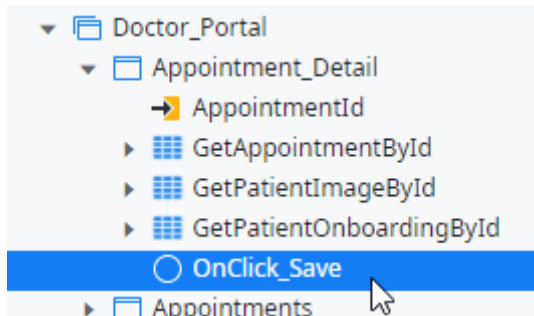 Doctor_Portal
Appointment_Detail
AppointmentId
GetAppointmentById
GetPatientImageById
GetPatientOnboardingById
OnClick_Save
Appointments